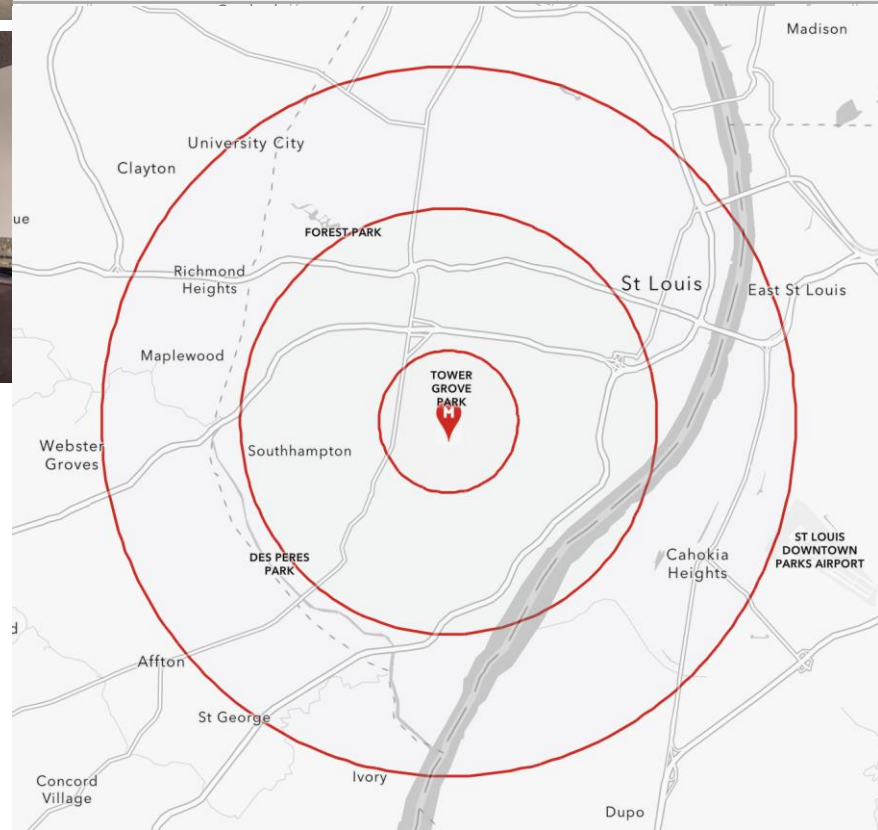 Madison
University City
Clayton
ue
FOREST PARK
Richmond
Heights
St Louis
East St Louis
Maplewood
TOWER
GROVE
PARK
M
Webster
Groves
Southhampton
ST LOUIS
DOWNTOWN
PARKS AIRPORT
DES PERES
PARK
Cahokia
Heights
d
Affton
St George
Ivory
Concord
Village
Dupo